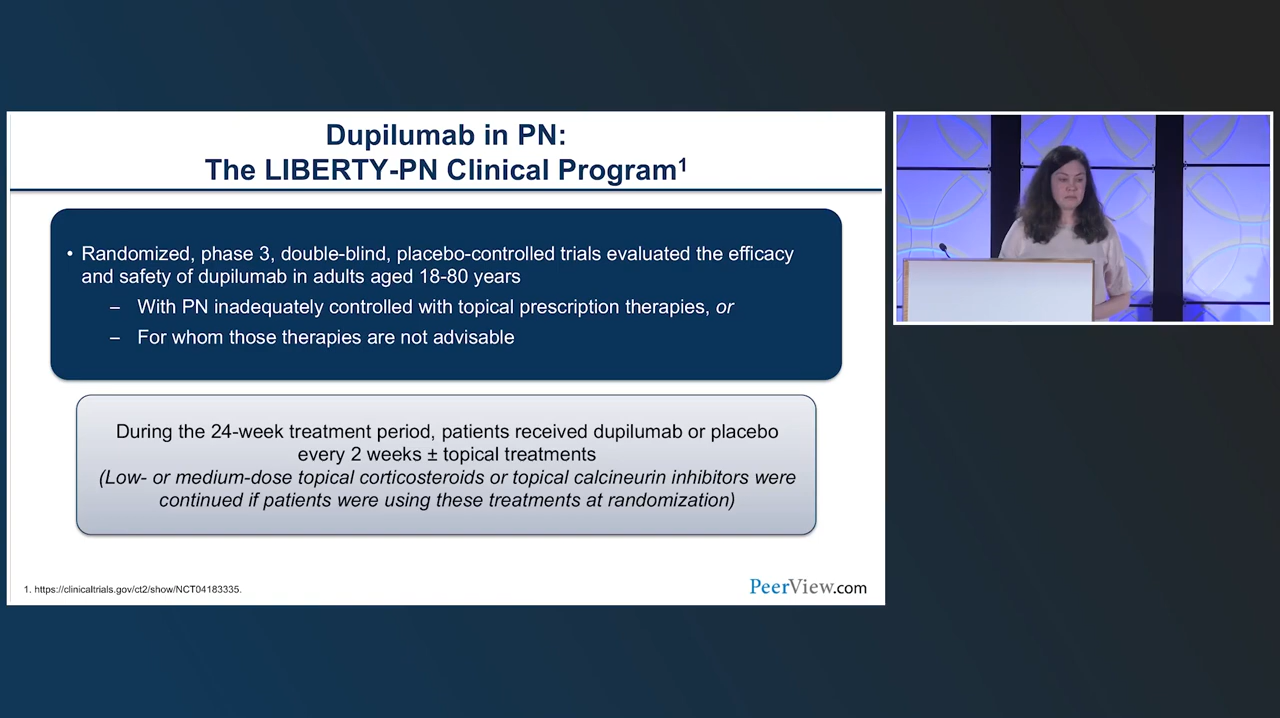 Dupilumab in PN:
The LIBERTY-PN Clinical Program¹
• Randomized, phase 3, double-blind, placebo-controlled trials evaluated the efficacy
and safety of dupilumab in adults aged 18-80 years
– With PN inadequately controlled with topical prescription therapies, or
– For whom those therapies are not advisable
During the 24-week treatment period, patients received dupilumab or placebo
every 2 weeks ± topical treatments
(Low- or medium-dose topical corticosteroids or topical calcineurin inhibitors were
continued if patients were using these treatments at randomization)
1. https://clinicaltrials.gov/ct2/show/NCT04183335.
PeerView.com